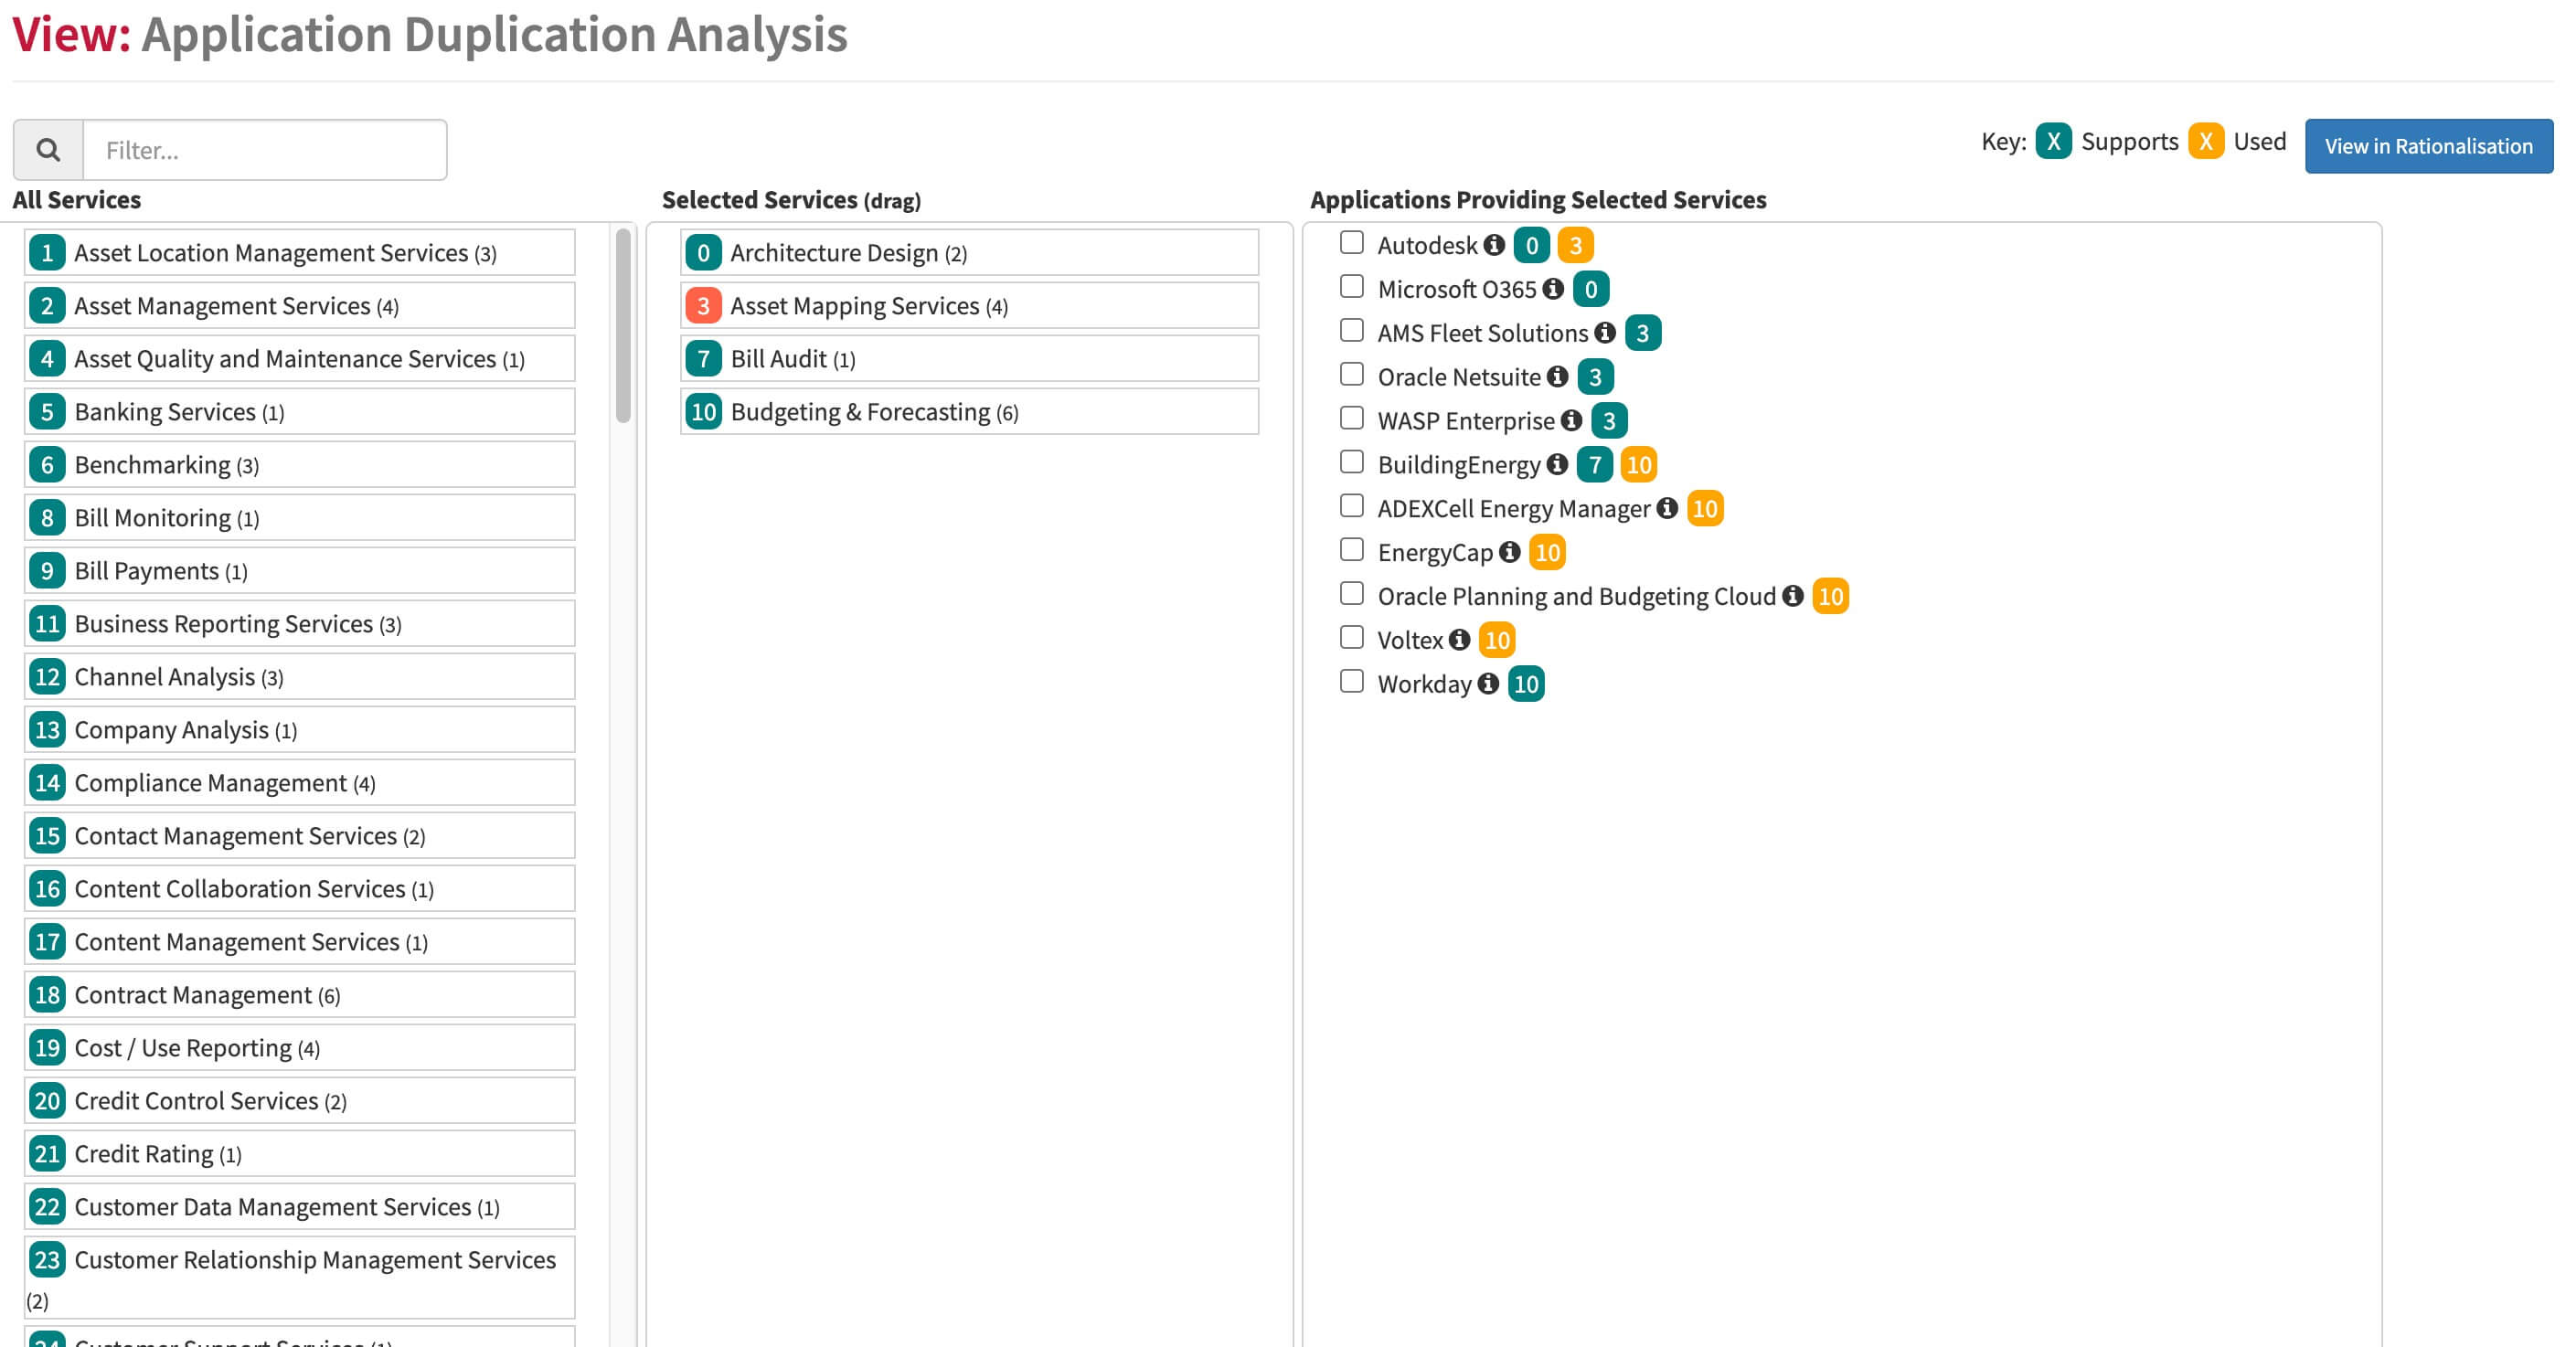 View: Application Duplication Analysis
Filter...
Key: X Supports X Used
View in Rationalisation
All Services
1 Asset Location Management Services (3)
2 Asset Management Services (4)
4 Asset Quality and Maintenance Services (1)
5 Banking Services (1)
6 Benchmarking (3)
8 Bill Monitoring (1)
9 Bill Payments (1)
11 Business Reporting Services (3)
12 Channel Analysis (3)
13 Company Analysis (1)
14 Compliance Management (4)
15 Contact Management Services (2)
16 Content Collaboration Services (1)
17 Content Management Services (1)
18 Contract Management (6)
19 Cost / Use Reporting (4)
20 Credit Control Services (2)
21 Credit Rating (1)
22 Customer Data Management Services (1)
23 Customer Relationship Management Services
(2)
24 Customer Support Services (1)
Selected Services (drag)
0 Architecture Design (2)
3 Asset Mapping Services (4)
7 Bill Audit (1)
10 Budgeting & Forecasting (6)
Applications Providing Selected Services
Autodesk 0 3
Microsoft O365 0
AMS Fleet Solutions 3
Oracle Netsuite 3
WASP Enterprise 3
BuildingEnergy 7 10
ADEXCell Energy Manager 10
EnergyCap 10
Oracle Planning and Budgeting Cloud 10
Voltex 10
Workday 10